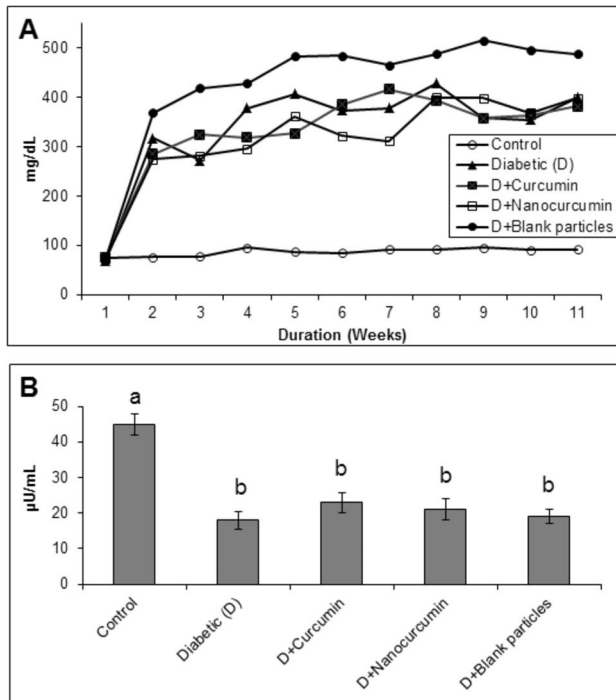 A
500
400
300
200
100
0
mg/dL
1 2 3 4 5 6 7 8 9 10 11
Duration (Weeks)
Control
Diabetic (D)
D+Curcumin
D+Nanocurcumin
D+Blank particles
B
50
40
30
20
10
0
µU/mL
a
b
b
b
b
Control
Diabetic (D)
D+Curcumin
D+Nanocurcumin
D+Blank particles